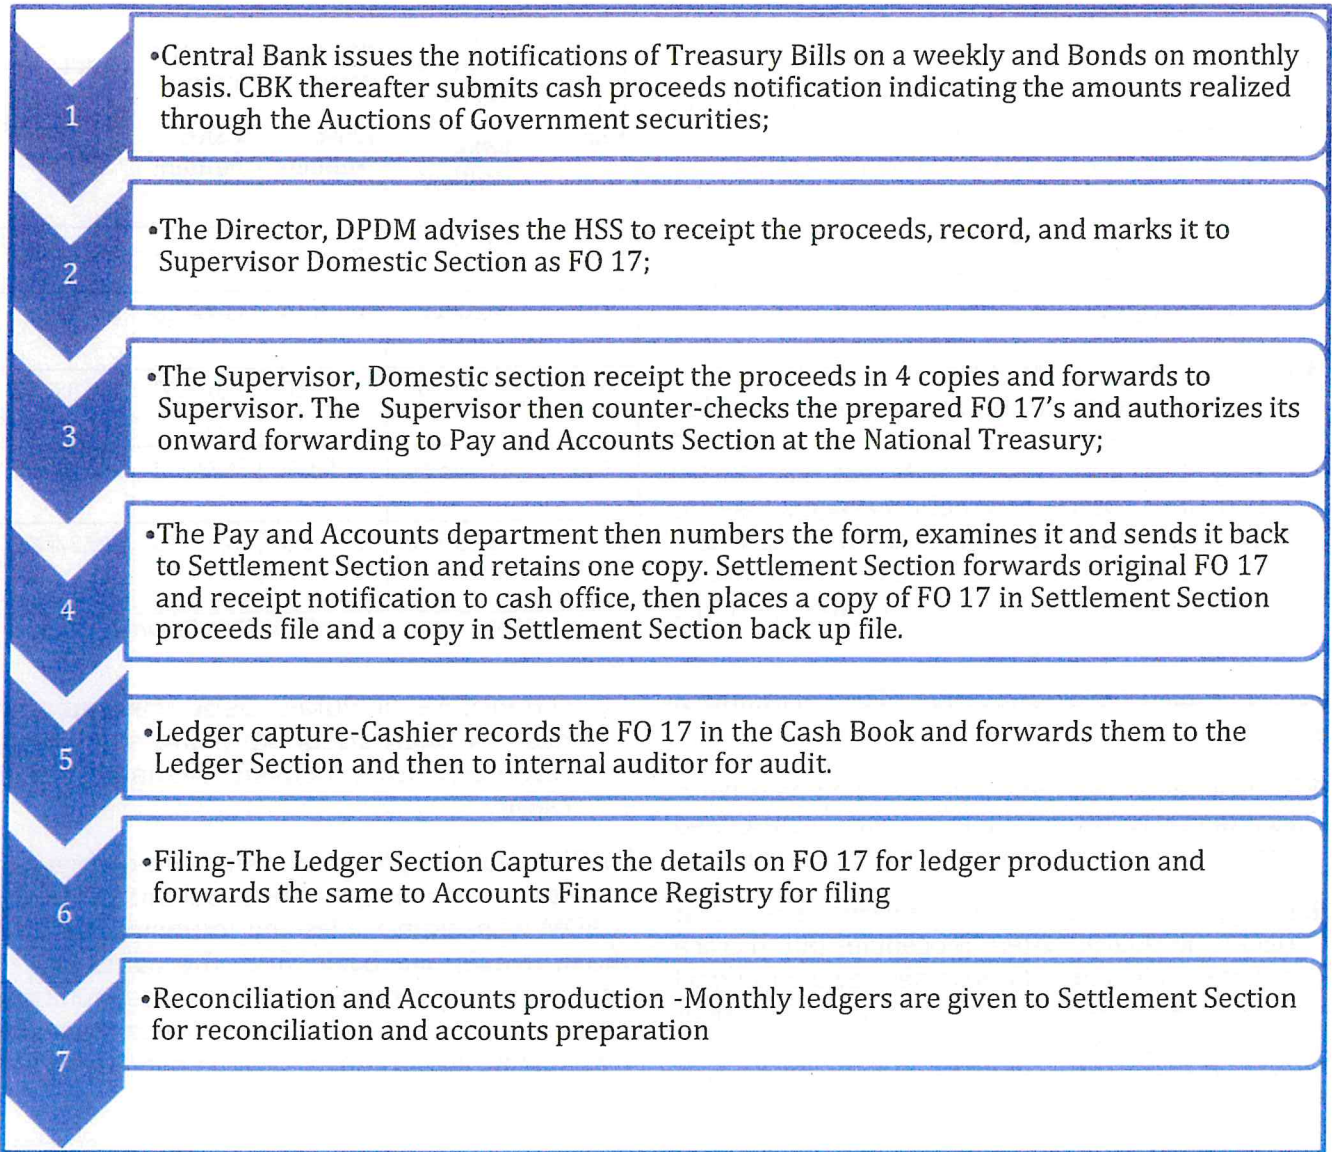 1
•Central Bank issues the notifications of Treasury Bills on a weekly and Bonds on monthly
basis. CBK thereafter submits cash proceeds notification indicating the amounts realized
through the Auctions of Government securities;
2
•The Director, DPDM advises the HSS to receipt the proceeds, record, and marks it to
Supervisor Domestic Section as FO 17;
3
•The Supervisor, Domestic section receipt the proceeds in 4 copies and forwards to
Supervisor. The Supervisor then counter-checks the prepared FO 17's and authorizes its
onward forwarding to Pay and Accounts Section at the National Treasury;
4
•The Pay and Accounts department then numbers the form, examines it and sends it back
to Settlement Section and retains one copy. Settlement Section forwards original FO 17
and receipt notification to cash office, then places a copy of FO 17 in Settlement Section
proceeds file and a copy in Settlement Section back up file.
5
•Ledger capture-Cashier records the FO 17 in the Cash Book and forwards them to the
Ledger Section and then to internal auditor for audit.
6
•Filing-The Ledger Section Captures the details on FO 17 for ledger production and
forwards the same to Accounts Finance Registry for filing
7
•Reconciliation and Accounts production -Monthly ledgers are given to Settlement Section
for reconciliation and accounts preparation